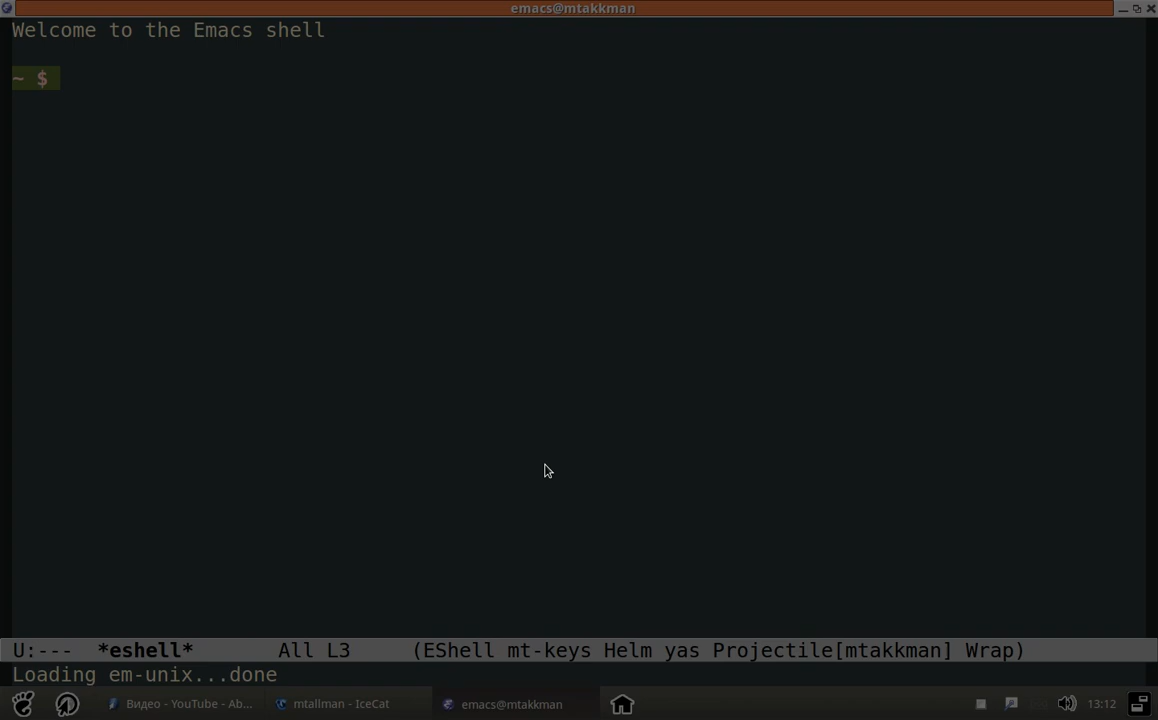 emacs@mtakkman
Welcome to the Emacs shell
~ $
U:--- *eshell* All L3 (EShell mt-keys Helm yas Projectile[mtakkman] Wrap)
Loading em-unix...done
Видео - YouTube - Ab... mtallman - IceCat emacs@mtakkman 13:12